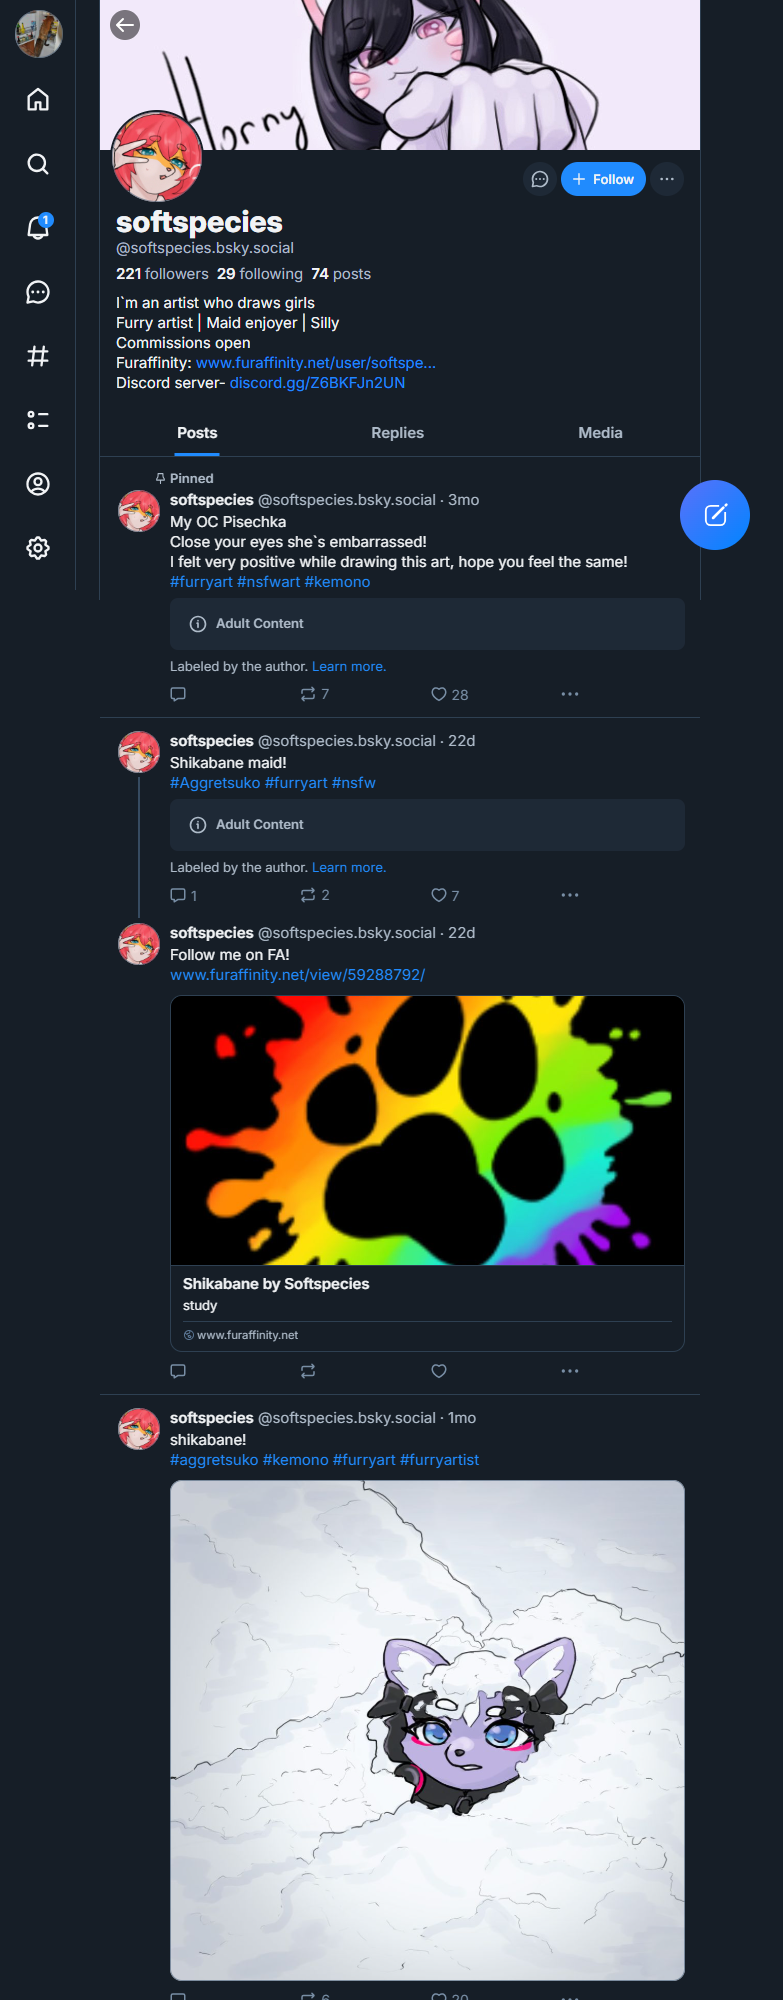 Horny
1
Follow
softspecies
@softspecies.bsky.social
221 followers 29 following 74 posts
I`m an artist who draws girls
Furry artist | Maid enjoyer | Silly
Commissions open
Furaffinity: www.furaffinity.net/user/softspe...
Discord server- discord.gg/Z6BKFJn2UN
Posts Replies Media
Pinned
softspecies @softspecies.bsky.social · 3mo
My OC Pisechka
Close your eyes she`s embarrassed!
I felt very positive while drawing this art, hope you feel the same!
#furryart #nsfwart #kemono
Adult Content
Labeled by the author. Learn more.
7 28
softspecies @softspecies.bsky.social · 22d
Shikabane maid!
#Aggretsuko #furryart #nsfw
Adult Content
Labeled by the author. Learn more.
1 2 7
softspecies @softspecies.bsky.social · 22d
Follow me on FA!
www.furaffinity.net/view/59288792/
Shikabane by Softspecies
study
www.furaffinity.net
softspecies @softspecies.bsky.social · 1mo
shikabane!
#aggretsuko #kemono #furryart #furryartist
6 20